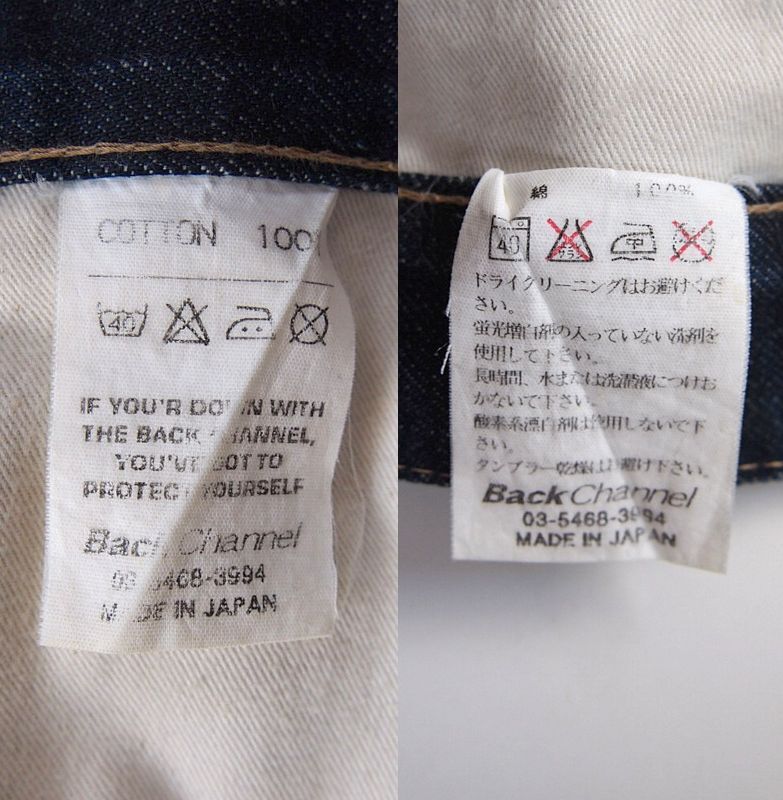 COTTON 100
40
IF YOU'R DOWN WITH
THE BACK CHANNEL,
YOU'VE GOT TO
PROTECT YOURSELF
Back Channel
03-5468-3994
MADE IN JAPAN
綿 100%
40
ドライクリーニングはお避けくだ
さい。
蛍光増白剤の入っていない洗剤を
使用して下さい。
長時間、水または洗濯液につけお
かないで下さい。
酸素系漂白剤は使用しないで下
さい。
タンブラー乾燥はお避け下さい。
BackChannel
03-5468-3994
MADE IN JAPAN